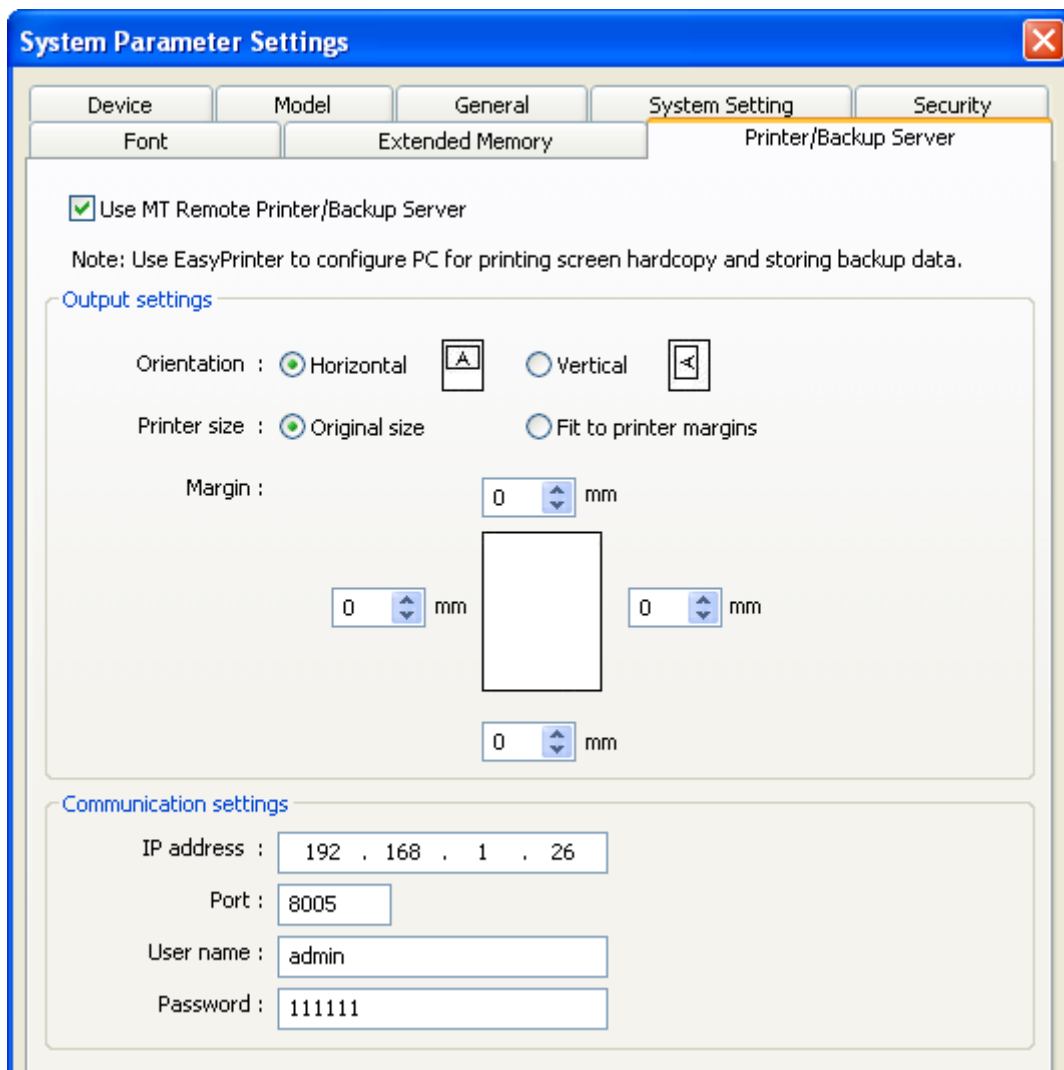 System Parameter Settings
Device Model General System Setting Security
Font Extended Memory Printer/Backup Server
Use MT Remote Printer/Backup Server
Note: Use EasyPrinter to configure PC for printing screen hardcopy and storing backup data.
Output settings
Orientation : Horizontal A Vertical A
Printer size : Original size Fit to printer margins
Margin : 0 mm
0 mm 0 mm
0 mm
Communication settings
IP address : 192 . 168 . 1 . 26
Port : 8005
User name : admin
Password : 111111